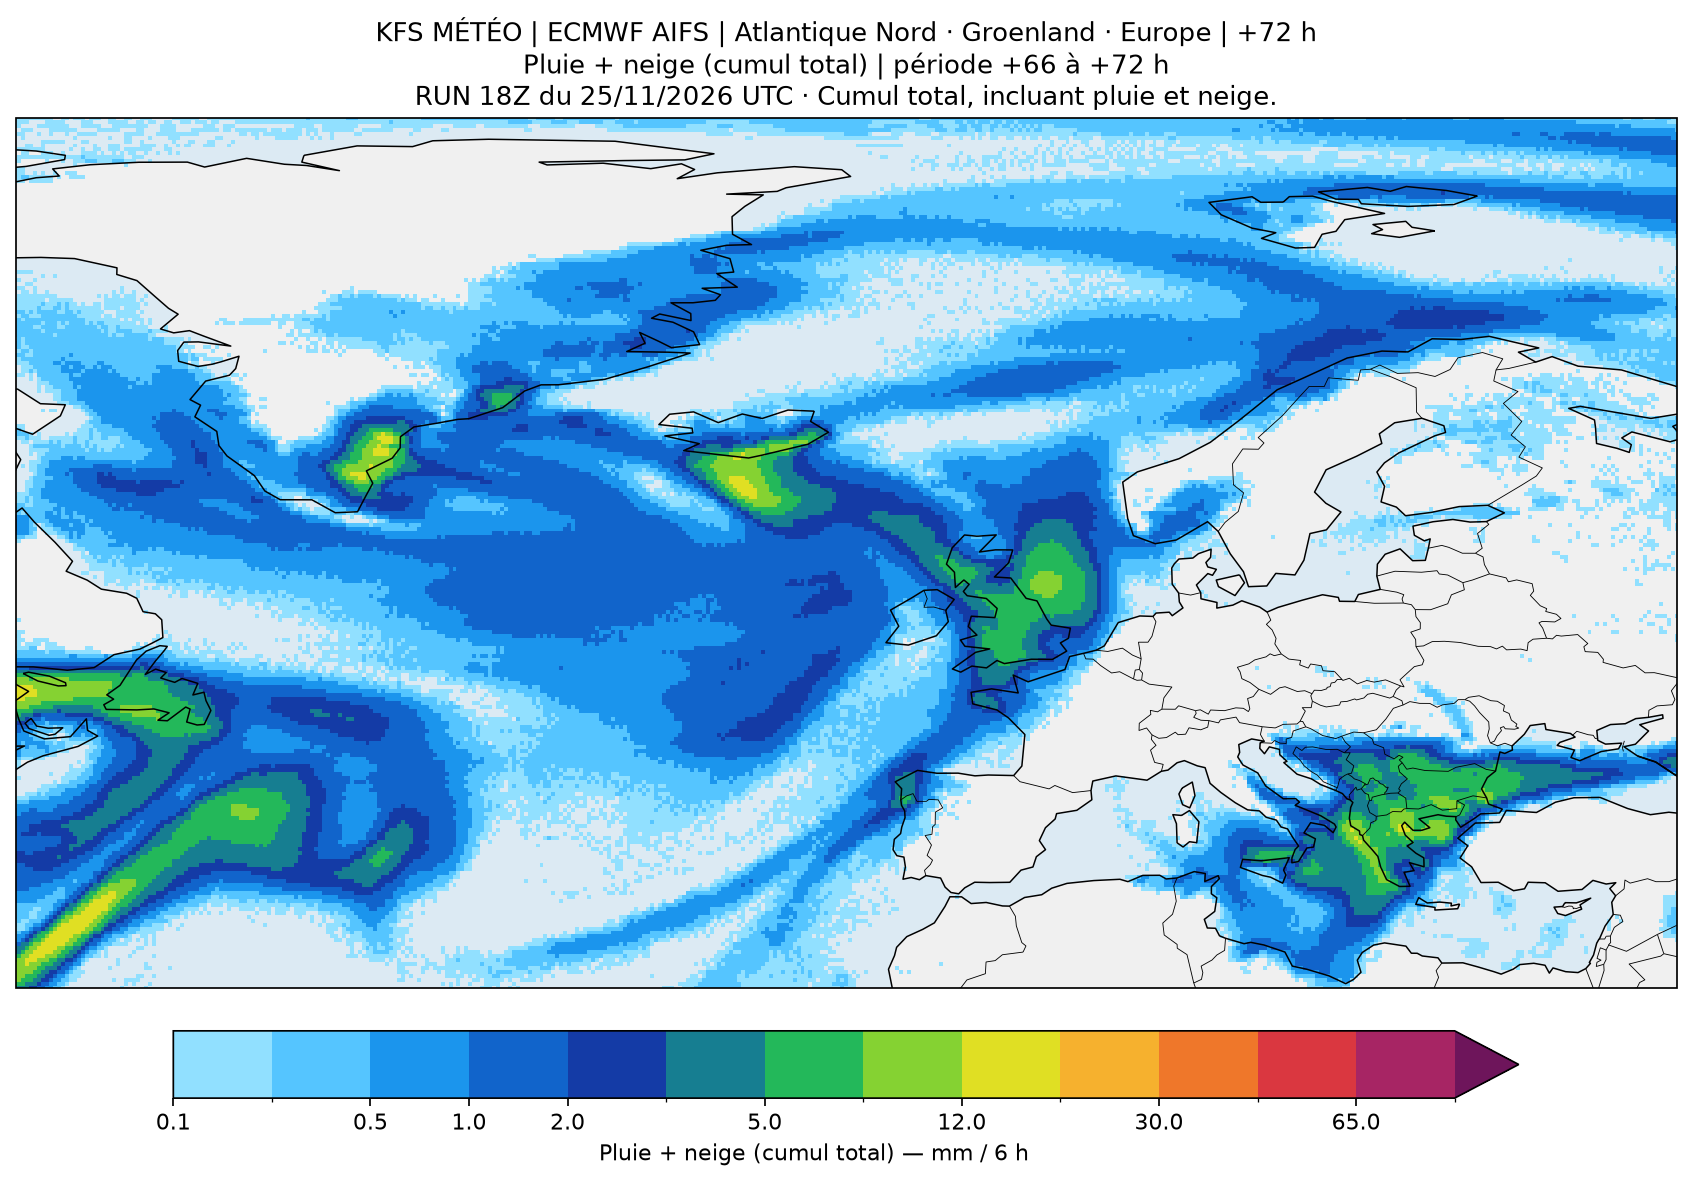 KFS MÉTÉO | ECMWF AIFS | Atlantique Nord · Groenland · Europe | +72 h
Pluie + neige (cumul total) | période +66 à +72 h
RUN 18Z du 25/11/2026 UTC · Cumul total, incluant pluie et neige.
0.1 0.5 1.0 2.0 5.0 12.0 30.0 65.0
Pluie + neige (cumul total) — mm / 6 h